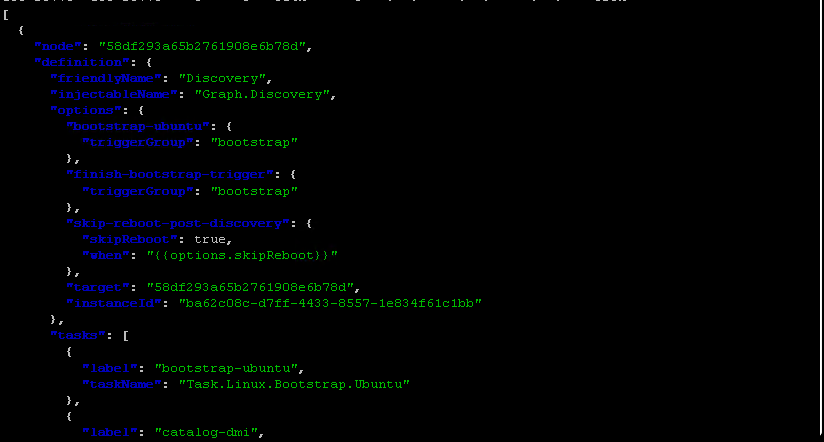 [
  {
    "node": "58df293a65b2761908e6b78d",
    "definition": {
      "friendlyName": "Discovery",
      "injectableName": "Graph.Discovery",
      "options": {
        "bootstrap-ubuntu": {
          "triggerGroup": "bootstrap"
        },
        "finish-bootstrap-trigger": {
          "triggerGroup": "bootstrap"
        },
        "skip-reboot-post-discovery": {
          "skipReboot": true,
          "when": "{{options.skipReboot}}"
        },
        "target": "58df293a65b2761908e6b78d",
        "instanceId": "ba62c08c-d7ff-4433-8557-1e834f61c1bb"
      },
      "tasks": [
        {
          "label": "bootstrap-ubuntu",
          "taskName": "Task.Linux.Bootstrap.Ubuntu"
        },
        {
          "label": "catalog-dmi",